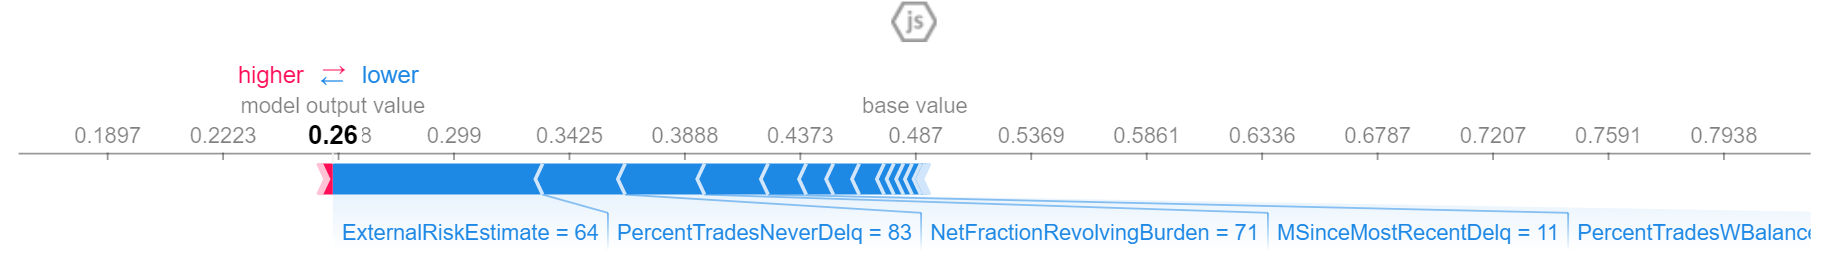 js
higher lower
model output value base value
0.1897 0.2223 0.26 8 0.299 0.3425 0.3888 0.4373 0.487 0.5369 0.5861 0.6336 0.6787 0.7207 0.7591 0.7938
ExternalRiskEstimate = 64 PercentTradesNeverDelq = 83 NetFractionRevolvingBurden = 71 MSinceMostRecentDelq = 11 PercentTradesWBalance